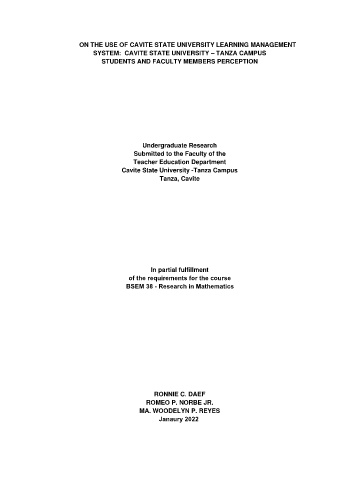 ON THE USE OF CAVITE STATE UNIVERSITY LEARNING MANAGEMENT
SYSTEM: CAVITE STATE UNIVERSITY – TANZA CAMPUS
STUDENTS AND FACULTY MEMBERS PERCEPTION
Undergraduate Research
Submitted to the Faculty of the
Teacher Education Department
Cavite State University -Tanza Campus
Tanza, Cavite
In partial fulfillment
of the requirements for the course
BSEM 38 - Research in Mathematics
RONNIE C. DAEF
ROMEO P. NORBE JR.
MA. WOODELYN P. REYES
Janaury 2022